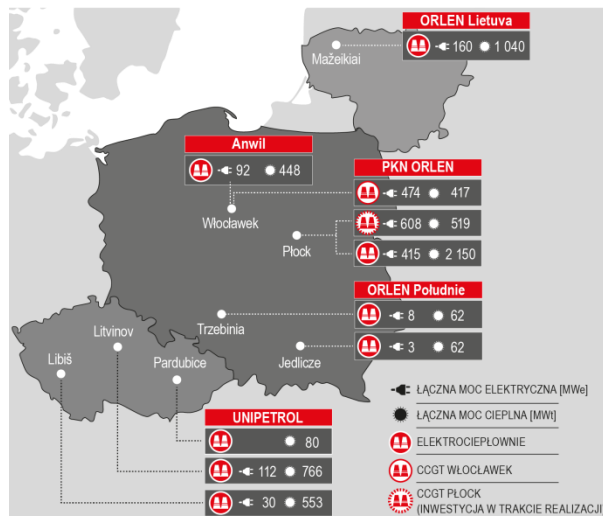 ORLEN Lietuva
160 1 040
Mažeikiai
Anwil
92 448
PKN ORLEN
474 417
608 519
415 2 150
Włocławek
Płock
ORLEN Południe
8 62
3 62
Trzebinia
Jedlicze
Litvinov
Libiš
Pardubice
UNIPETROL
80
112 766
30 553
ŁĄCZNA MOC ELEKTRYCZNA [MWe]
ŁĄCZNA MOC CIEPLNA [MWt]
ELEKTROCIEPŁOWNIE
CCGT WŁOCŁAWEK
CCGT PŁOCK
(INWESTYCJA W TRAKCIE REALIZACJI